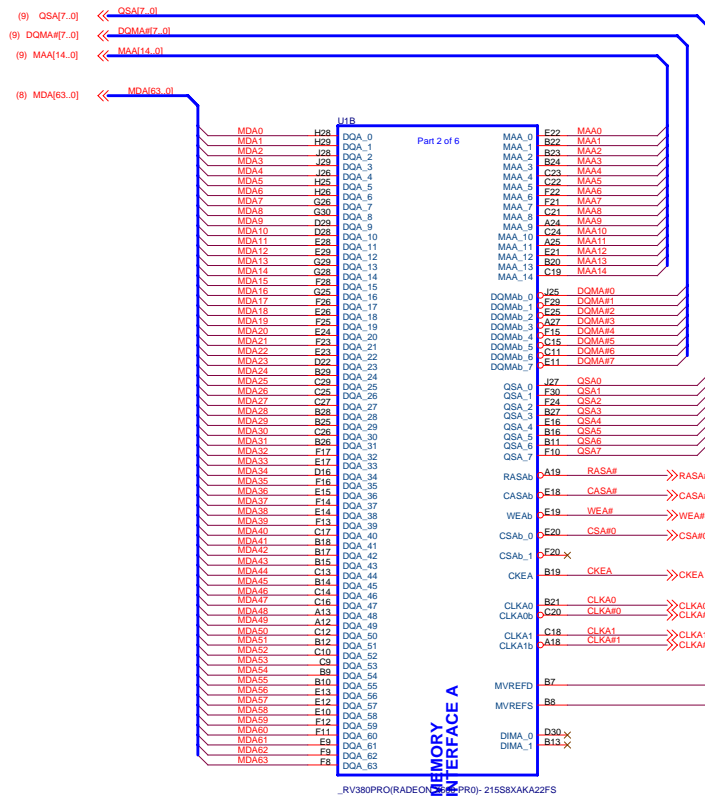 (9) QSA[7..0] QSA[7..0]
(9) DQMA#[7..0] DQMA#[7..0]
(9) MAA[14..0] MAA[14..0]
(8) MDA[63..0] MDA[63..0]
U1B
Part 2 of 6
MDA0 H28 DQA_0 MAA_0 E22 MAA0
MDA1 H29 DQA_1 MAA_1 B22 MAA1
MDA2 J28 DQA_2 MAA_2 B23 MAA2
MDA3 J29 DQA_3 MAA_3 B24 MAA3
MDA4 J26 DQA_4 MAA_4 C23 MAA4
MDA5 H25 DQA_5 MAA_5 C22 MAA5
MDA6 H26 DQA_6 MAA_6 F22 MAA6
MDA7 G26 DQA_7 MAA_7 F21 MAA7
MDA8 G30 DQA_8 MAA_8 C21 MAA8
MDA9 D29 DQA_9 MAA_9 A24 MAA9
MDA10 D28 DQA_10 MAA_10 C24 MAA10
MDA11 E28 DQA_11 MAA_11 A25 MAA11
MDA12 E29 DQA_12 MAA_12 E21 MAA12
MDA13 G29 DQA_13 MAA_13 B20 MAA13
MDA14 G28 DQA_14 MAA_14 C19 MAA14
MDA15 F28 DQA_15
MDA16 G25 DQA_16 DQMAb_0 J25 DQMA#0
MDA17 F26 DQA_17 DQMAb_1 F29 DQMA#1
MDA18 E26 DQA_18 DQMAb_2 E25 DQMA#2
MDA19 F25 DQA_19 DQMAb_3 A27 DQMA#3
MDA20 E24 DQA_20 DQMAb_4 F15 DQMA#4
MDA21 F23 DQA_21 DQMAb_5 C15 DQMA#5
MDA22 E23 DQA_22 DQMAb_6 C11 DQMA#6
MDA23 D22 DQA_23 DQMAb_7 E11 DQMA#7
MDA24 B29 DQA_24
MDA25 C29 DQA_25 QSA_0 J27 QSA0
MDA26 C25 DQA_26 QSA_1 F30 QSA1
MDA27 C27 DQA_27 QSA_2 F24 QSA2
MDA28 B28 DQA_28 QSA_3 B27 QSA3
MDA29 B25 DQA_29 QSA_4 E16 QSA4
MDA30 C26 DQA_30 QSA_5 B16 QSA5
MDA31 B26 DQA_31 QSA_6 B11 QSA6
MDA32 F17 DQA_32 QSA_7 F10 QSA7
MDA33 E17 DQA_33
MDA34 D16 DQA_34 RASAb A19 RASA# RASA#
MDA35 F16 DQA_35
MDA36 E15 DQA_36 CASAb E18 CASA# CASA#
MDA37 F14 DQA_37
MDA38 E14 DQA_38 WEAb E19 WEA# WEA#
MDA39 F13 DQA_39
MDA40 C17 DQA_40 CSAb_0 E20 CSA#0 CSA#0
MDA41 B18 DQA_41
MDA42 B17 DQA_42 CSAb_1 F20
MDA43 B15 DQA_43
MDA44 C13 DQA_44 CKEA B19 CKEA CKEA
MDA45 B14 DQA_45
MDA46 C14 DQA_46
MDA47 C16 DQA_47 CLKA0 B21 CLKA0 CLKA0
MDA48 A13 DQA_48 CLKA0b C20 CLKA#0 CLKA#
MDA49 A12 DQA_49
MDA50 C12 DQA_50 CLKA1 C18 CLKA1 CLKA1
MDA51 B12 DQA_51 CLKA1b A18 CLKA#1 CLKA#
MDA52 C10 DQA_52
MDA53 C9 DQA_53
MDA54 B9 DQA_54
MDA55 B10 DQA_55 MVREFD B7
MDA56 E13 DQA_56
MDA57 E12 DQA_57 MVREFS B8
MDA58 E10 DQA_58
MDA59 F12 DQA_59
MDA60 F11 DQA_60 DIMA_0 D30
MDA61 E9 DQA_61 DIMA_1 B13
MDA62 F9 DQA_62
MDA63 F8 DQA_63
MEMORY
INTERFACE A
_RV380PRO(RADEON PR0)- 215S8XAKA22FS